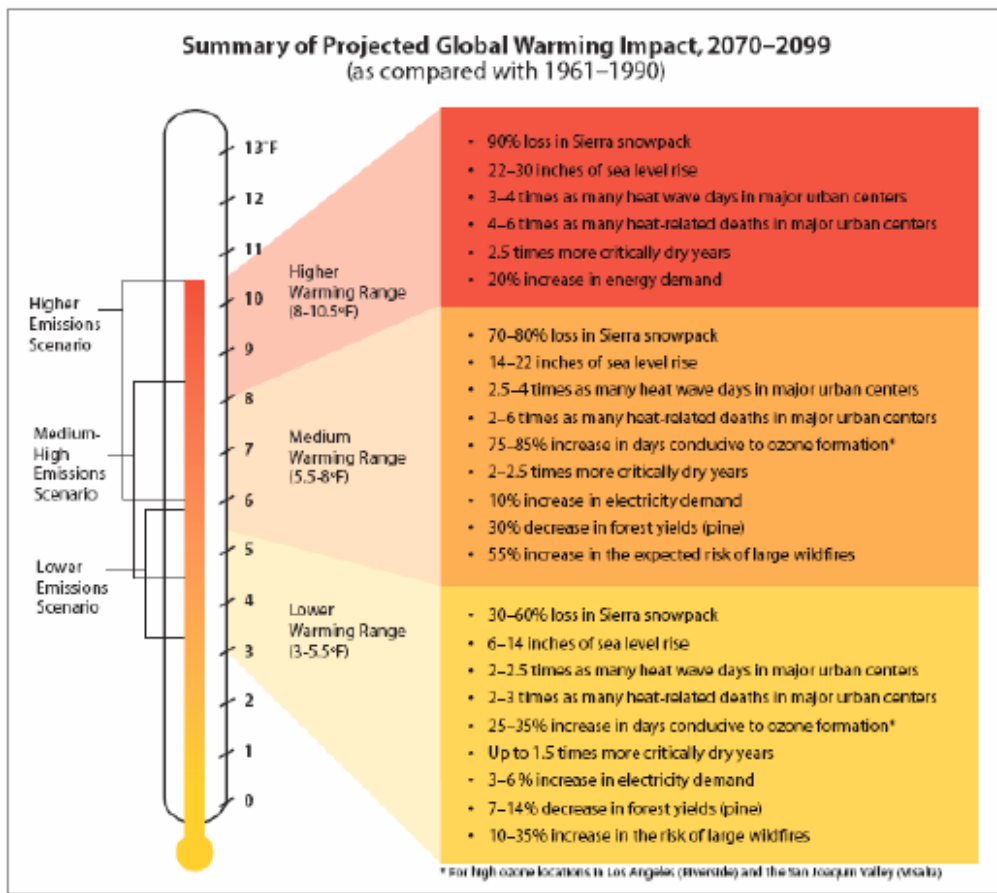 Summary of Projected Global Warming Impact, 2070–2099
(as compared with 1961–1990)
13°F
12
11
10
9
8
7
6
5
4
3
2
1
0
Higher
Emissions
Scenario
Medium-
High
Emissions
Scenario
Lower
Emissions
Scenario
Higher
Warming Range
(8-10.5ºF)
• 90% loss in Sierra snowpack
• 22–30 inches of sea level rise
• 3–4 times as many heat wave days in major urban centers
• 4–6 times as many heat-related deaths in major urban centers
• 2.5 times more critically dry years
• 20% increase in energy demand
Medium
Warming Range
(5.5-8ºF)
• 70–80% loss in Sierra snowpack
• 14–22 inches of sea level rise
• 2.5–4 times as many heat wave days in major urban centers
• 2–6 times as many heat-related deaths in major urban centers
• 75–85% increase in days conducive to ozone formation*
• 2–2.5 times more critically dry years
• 10% increase in electricity demand
• 30% decrease in forest yields (pine)
• 55% increase in the expected risk of large wildfires
Lower
Warming Range
(3-5.5ºF)
• 30–60% loss in Sierra snowpack
• 6–14 inches of sea level rise
• 2–2.5 times as many heat wave days in major urban centers
• 2–3 times as many heat-related deaths in major urban centers
• 25–35% increase in days conducive to ozone formation*
• Up to 1.5 times more critically dry years
• 3–6 % increase in electricity demand
• 7–14% decrease in forest yields (pine)
• 10–35% increase in the risk of large wildfires
* For high ozone locations in Los Angeles (Riverside) and the San Joaquin Valley (Visalia)